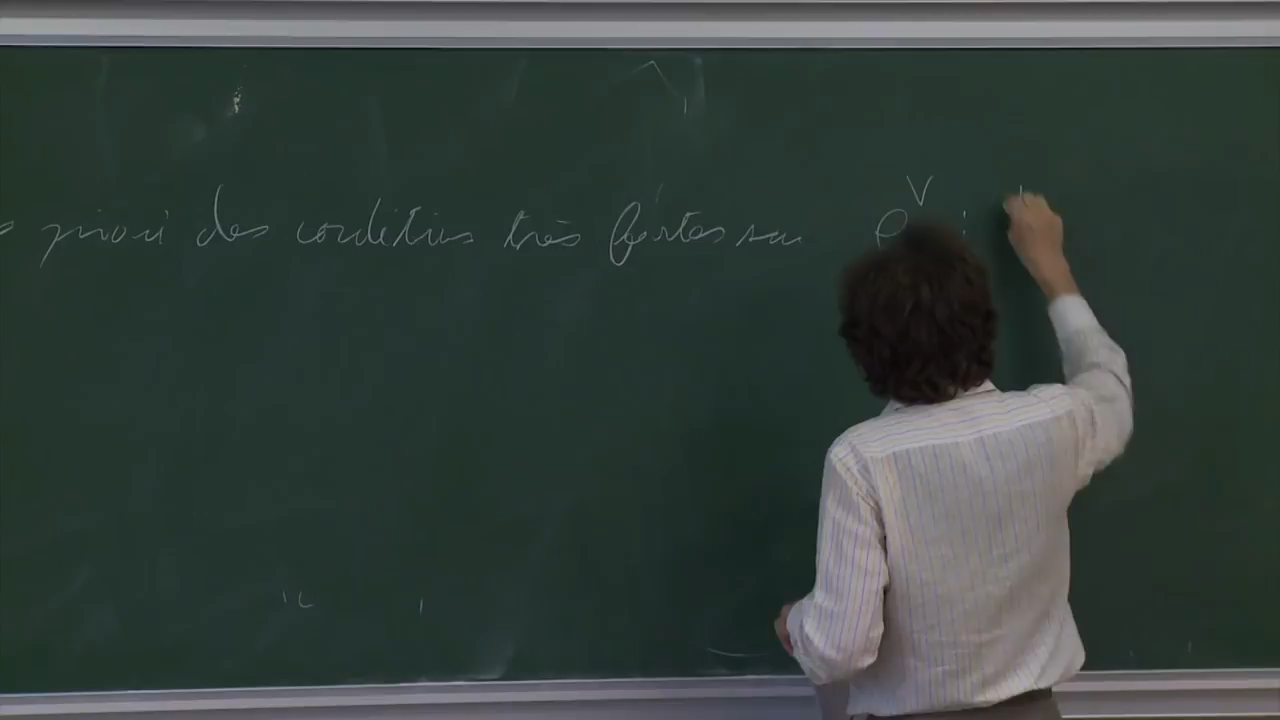 priori des conditions très fortes sur ρ^V :